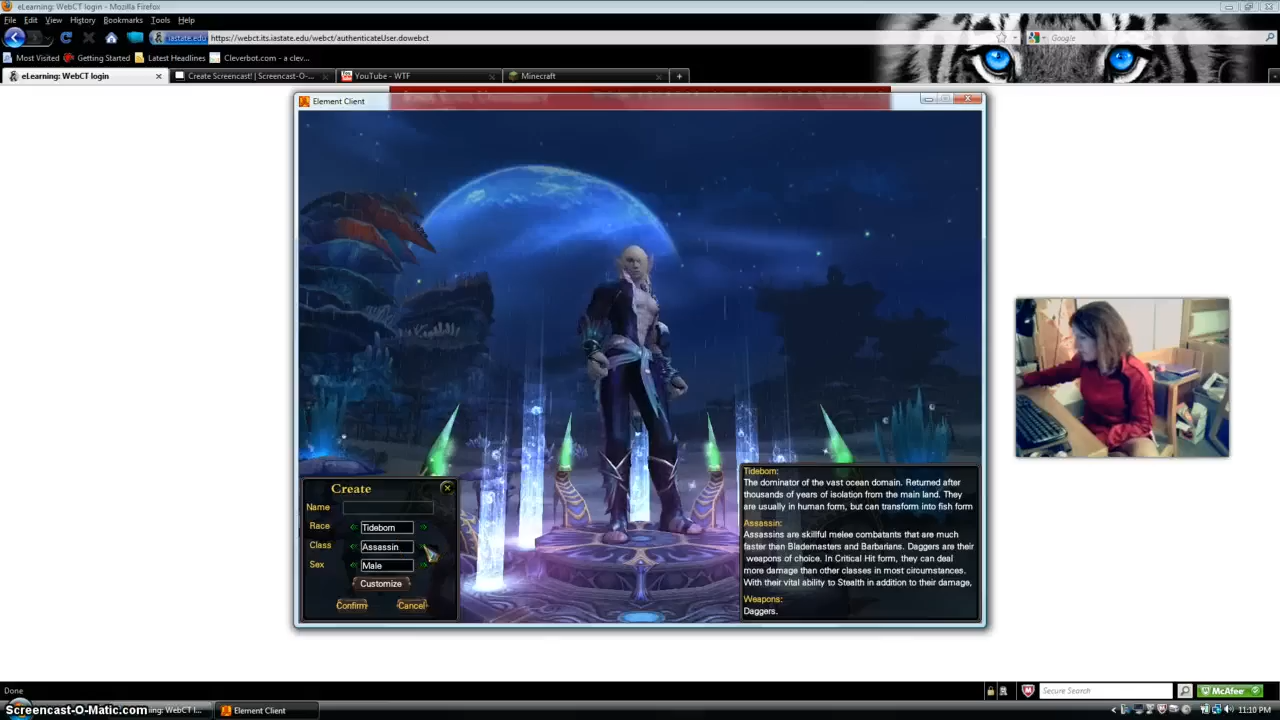 eLearning: WebCT login - Mozilla Firefox
File Edit View History Bookmarks Tools Help
iastate.edu https://webct.its.iastate.edu/webct/authenticateUser.dowebct
Google
Most Visited Getting Started Latest Headlines Cleverbot.com - a clev...
eLearning: WebCT login
Create Screencast! | Screencast-O-...
YouTube - WTF
Minecraft
Element Client
Create
Name
Race Tideborn
Class Assassin
Sex Male
Customize
Confirm Cancel
Tideborn:
The dominator of the vast ocean domain. Returned after
thousands of years of isolation from the main land. They
are usually in human form, but can transform into fish form
Assassin:
Assassins are skillful melee combatants that are much
faster than Blademasters and Barbarians. Daggers are their
weapons of choice. In Critical Hit form, they can deal
more damage than other classes in most circumstances.
With their vital ability to Stealth in addition to their damage,
Weapons:
Daggers.
Done
Secure Search
McAfee
Screencast-O-Matic.com
Element Client
11:10 PM